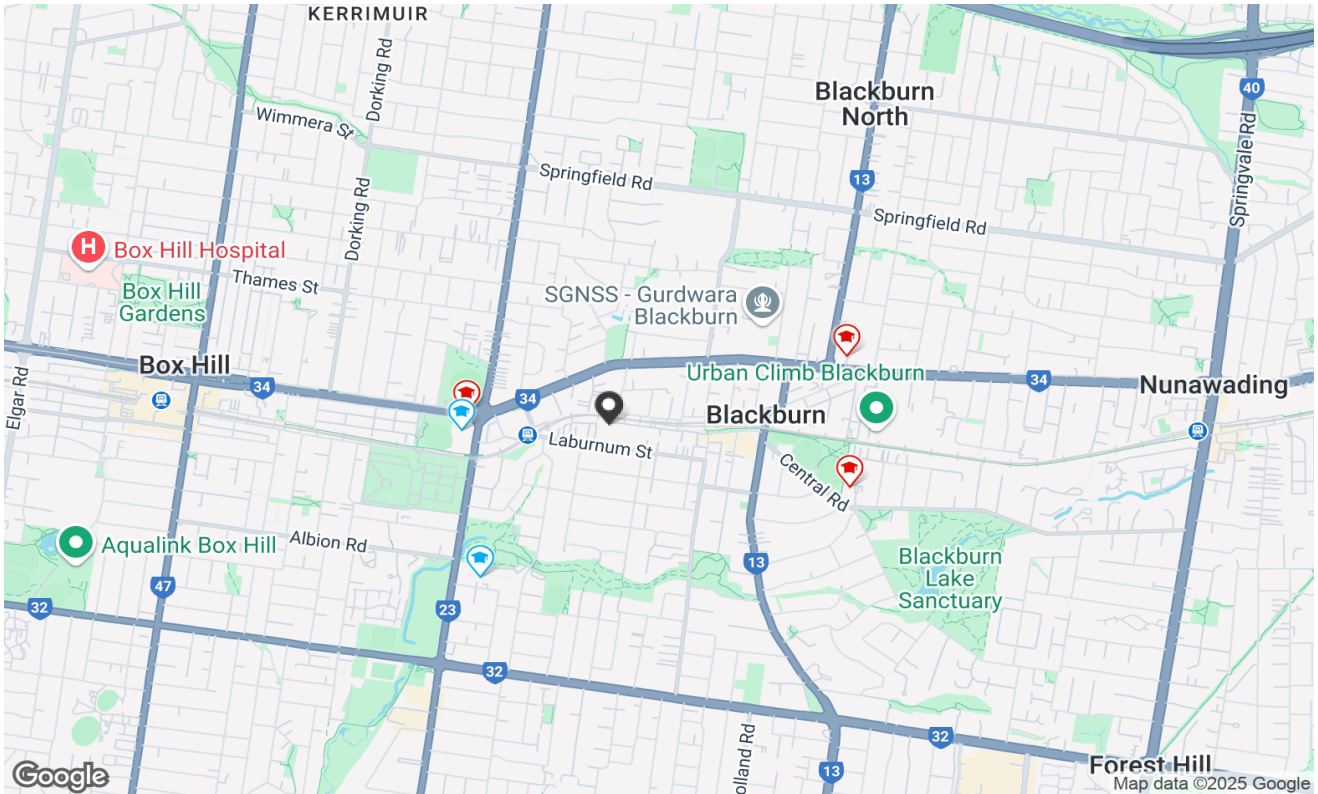 KERRIMUIR
Dorking Rd
Wimmera St
Blackburn
North
40
Springvale Rd
Springfield Rd
13
Springfield Rd
Dorking Rd
H
Box Hill Hospital
Thames St
Box Hill
Gardens
SGNSS - Gurdwara
Blackburn
Box Hill
34
Elgar Rd
34
Urban Climb Blackburn
34
Nunawading
Blackburn
Laburnum St
Central Rd
Albion Rd
Aqualink Box Hill
47
32
23
13
Blackburn
Lake
Sanctuary
32
olland Rd
32
13
Forest Hill
Google
Map data ©2025 Google